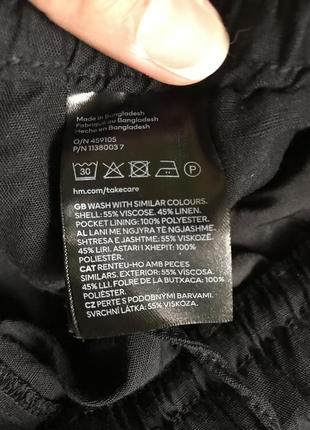 Made in Bangladesh
Fabriqué au Bangladesh
Hecho en Bangladesh
O/N 459105
P/N 1138003 7
30
P
hm.com/takecare
GB WASH WITH SIMILAR COLOURS.
SHELL: 55% VISCOSE. 45% LINEN.
POCKET LINING: 100% POLYESTER.
AL LANI ME NGJYRA TË NGJASHME.
SHTRESA E JASHTME: 55% VISKOZË.
45% LIRI. ASTARI I XHEPIT: 100%
POLIESTËR.
CAT RENTEU-HO AMB PECES
SIMILARS. EXTERIOR: 55% VISCOSA.
45% LLI. FOLRE DE LA BUTXACA: 100%
POLIÈSTER.
CZ PERTE S PODOBNÝMI BARVAMI.
SVRCHNÍ LÁTKA: 55% VISKÓZA.